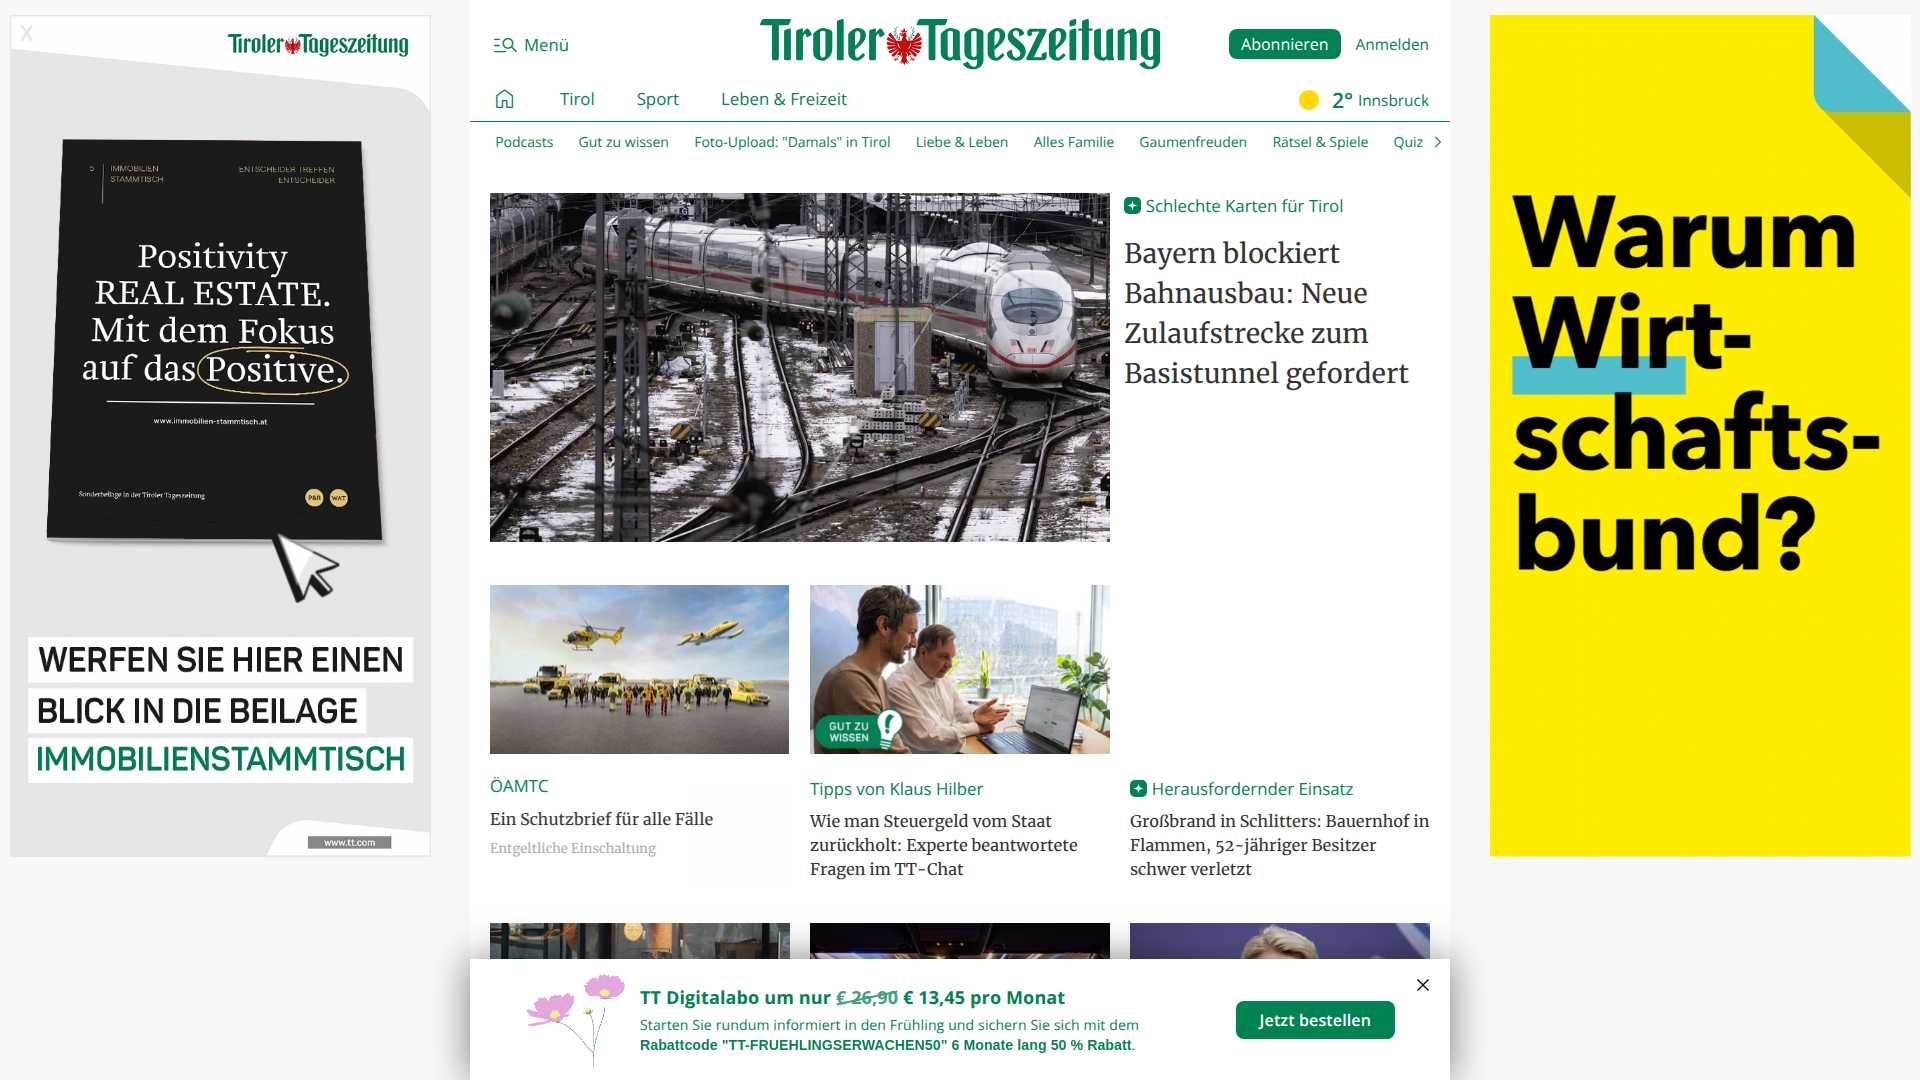 X
Tiroler Tageszeitung
5
IMMOBILIEN
STAMMTISCH
ENTSCHEIDER TREFFEN
ENTSCHEIDER
Positivity
REAL ESTATE.
Mit dem Fokus
auf das Positive.
www.immobilien-stammtisch.at
Sonderbeilage in der Tiroler Tageszeitung
P&R
WAT
WERFEN SIE HIER EINEN
BLICK IN DIE BEILAGE
IMMOBILIENSTAMMTISCH
www.tt.com
Menü
Tiroler Tageszeitung
Abonnieren
Anmelden
Tirol
Sport
Leben & Freizeit
2° Innsbruck
Podcasts
Gut zu wissen
Foto-Upload: "Damals" in Tirol
Liebe & Leben
Alles Familie
Gaumenfreuden
Rätsel & Spiele
Quiz
Schlechte Karten für Tirol
Bayern blockiert
Bahnausbau: Neue
Zulaufstrecke zum
Basistunnel gefordert
ÖAMTC
Ein Schutzbrief für alle Fälle
Entgeltliche Einschaltung
GUT ZU
WISSEN
Tipps von Klaus Hilber
Wie man Steuergeld vom Staat
zurückholt: Experte beantwortete
Fragen im TT-Chat
Herausfordernder Einsatz
Großbrand in Schlitters: Bauernhof in
Flammen, 52-jähriger Besitzer
schwer verletzt
TT Digitalabo um nur € 26,90 € 13,45 pro Monat
Starten Sie rundum informiert in den Frühling und sichern Sie sich mit dem
Rabattcode "TT-FRUEHLINGSERWACHEN50" 6 Monate lang 50 % Rabatt.
Jetzt bestellen
Warum
Wirt-
schafts-
bund?